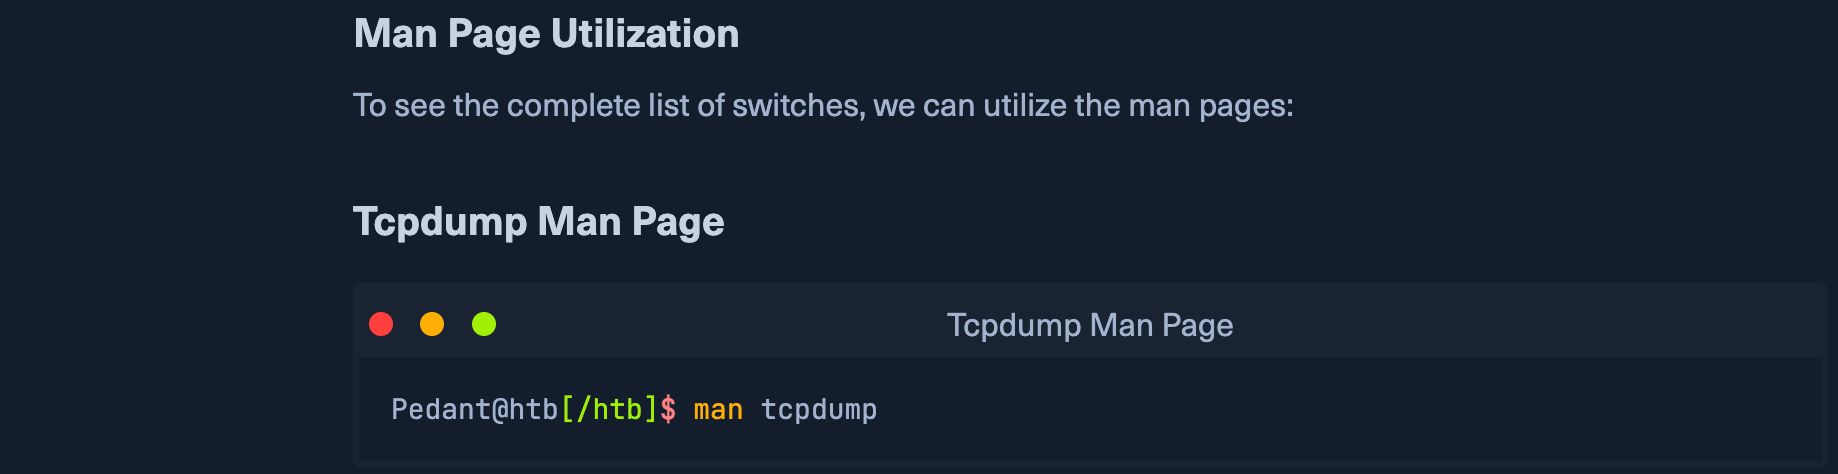 Man Page Utilization
To see the complete list of switches, we can utilize the man pages:
Tcpdump Man Page
Tcpdump Man Page
Pedant@htb[/htb]$ man tcpdump